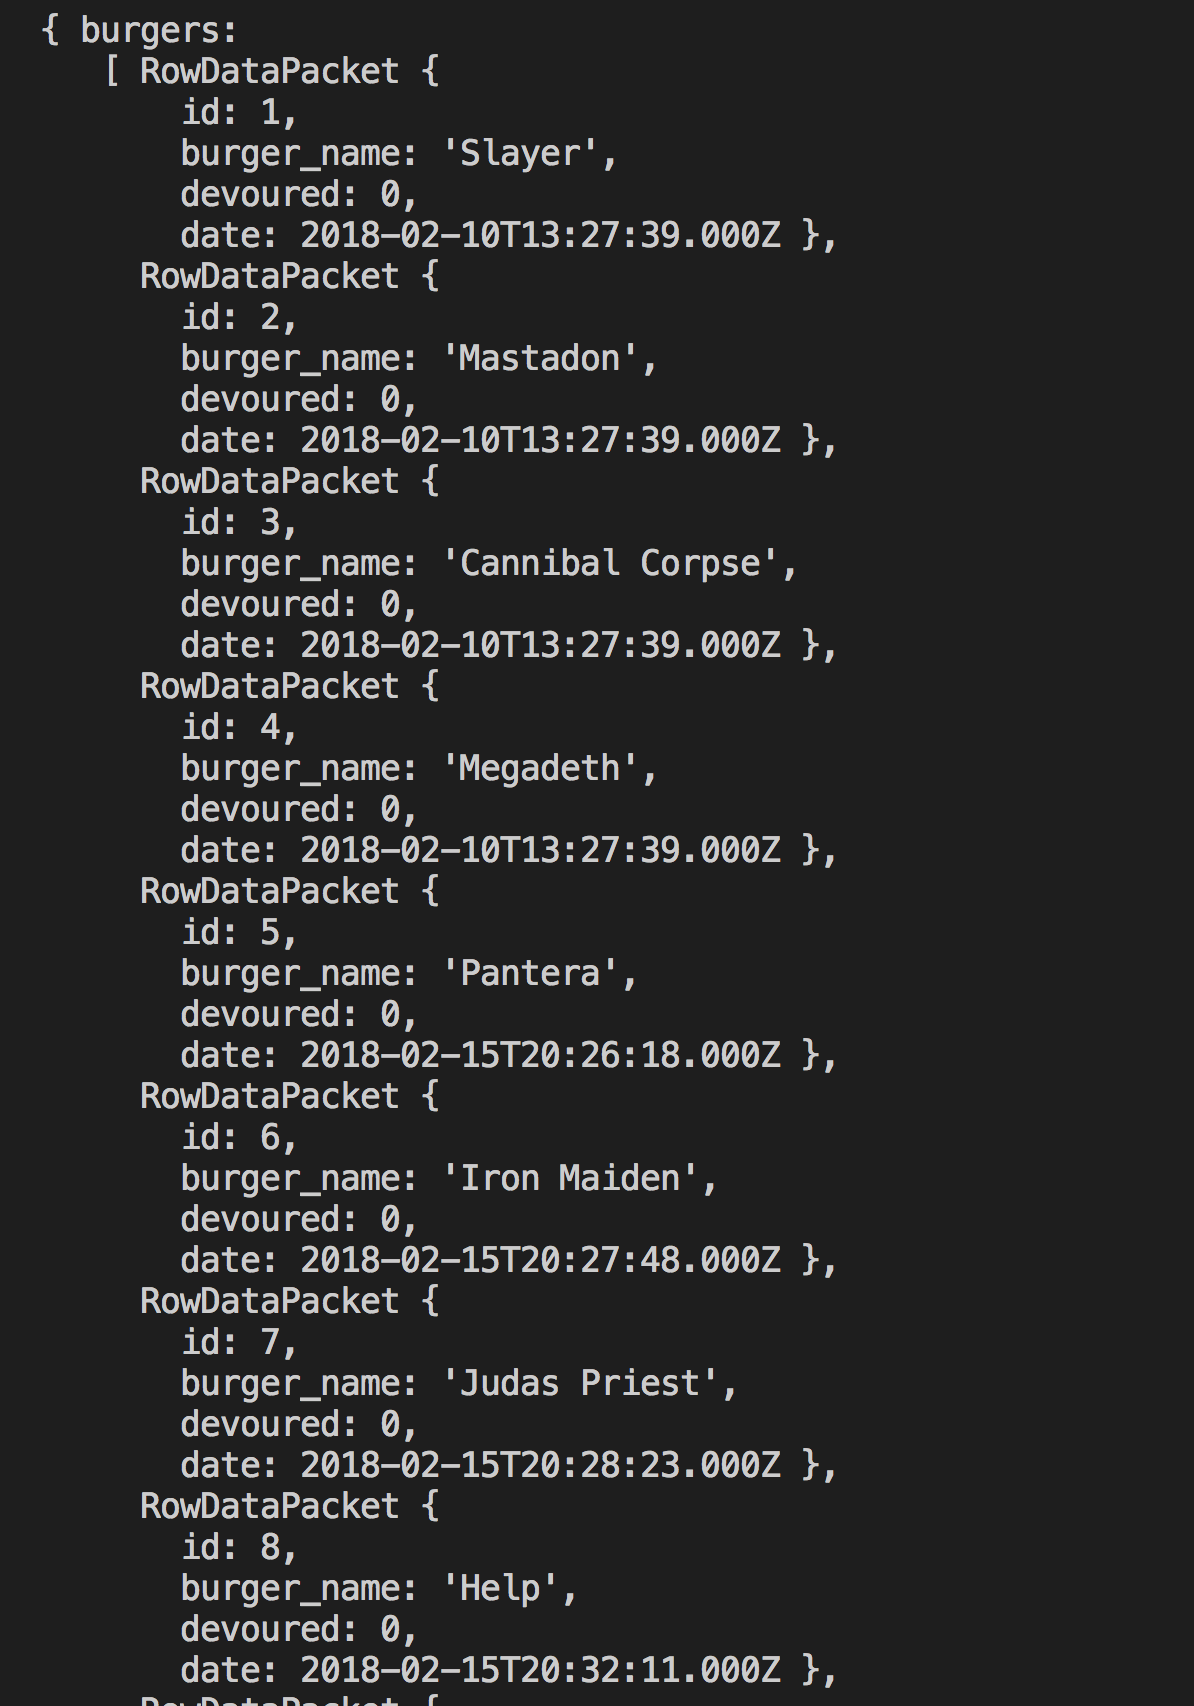 { burgers:
[ RowDataPacket {
id: 1,
burger_name: 'Slayer',
devoured: 0,
date: 2018-02-10T13:27:39.000Z },
RowDataPacket {
id: 2,
burger_name: 'Mastadon',
devoured: 0,
date: 2018-02-10T13:27:39.000Z },
RowDataPacket {
id: 3,
burger_name: 'Cannibal Corpse',
devoured: 0,
date: 2018-02-10T13:27:39.000Z },
RowDataPacket {
id: 4,
burger_name: 'Megadeth',
devoured: 0,
date: 2018-02-10T13:27:39.000Z },
RowDataPacket {
id: 5,
burger_name: 'Pantera',
devoured: 0,
date: 2018-02-15T20:26:18.000Z },
RowDataPacket {
id: 6,
burger_name: 'Iron Maiden',
devoured: 0,
date: 2018-02-15T20:27:48.000Z },
RowDataPacket {
id: 7,
burger_name: 'Judas Priest',
devoured: 0,
date: 2018-02-15T20:28:23.000Z },
RowDataPacket {
id: 8,
burger_name: 'Help',
devoured: 0,
date: 2018-02-15T20:32:11.000Z },
RowDataPacket {